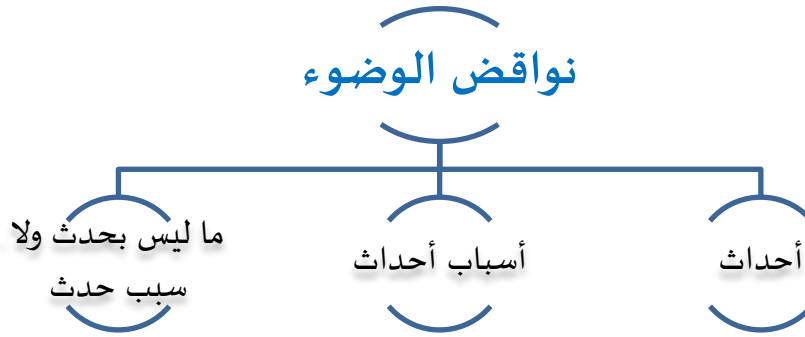 نواقض الوضوء
أحداث
أسباب أحداث
ما ليس بحدث ولا
سبب حدث